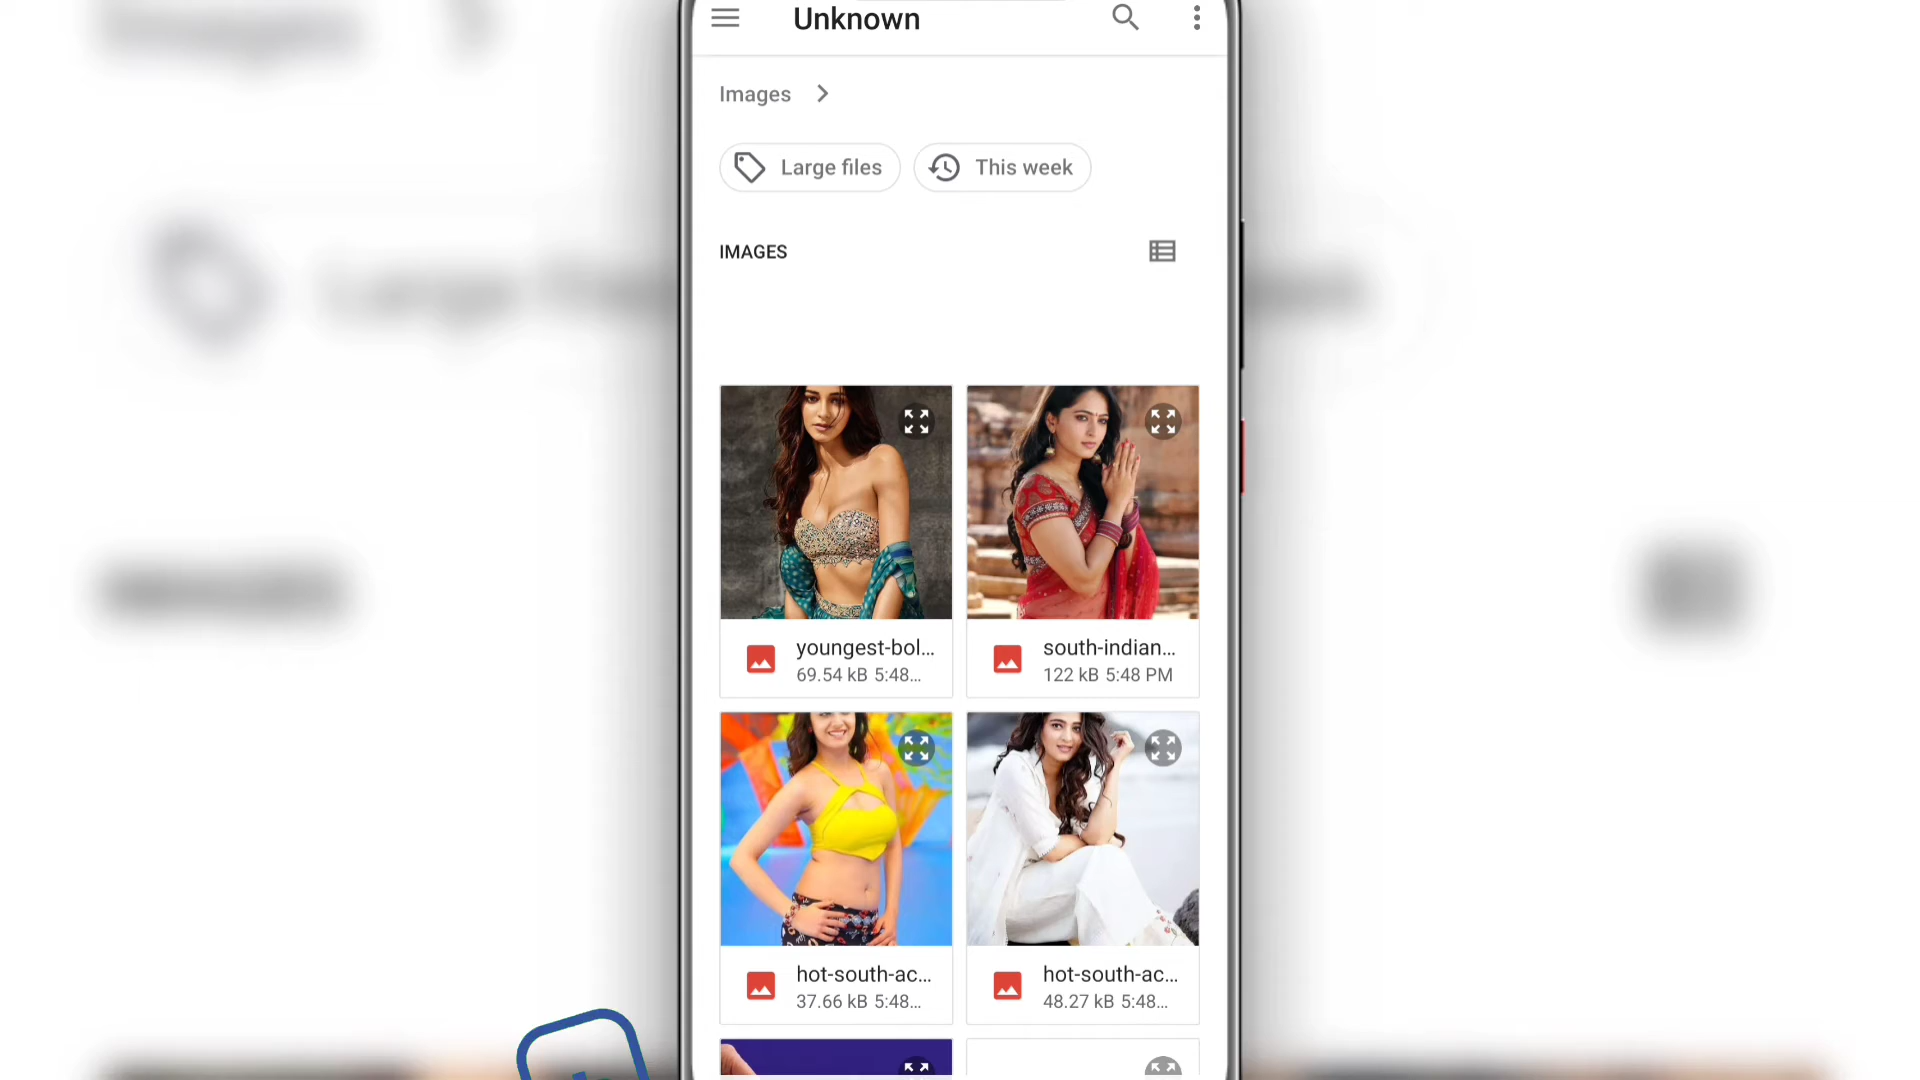 Unknown
Images
Large files
This week
IMAGES
youngest-bol...
69.54 kB 5:48...
south-indian...
122 kB 5:48 PM
hot-south-ac...
37.66 kB 5:48...
hot-south-ac...
48.27 kB 5:48...